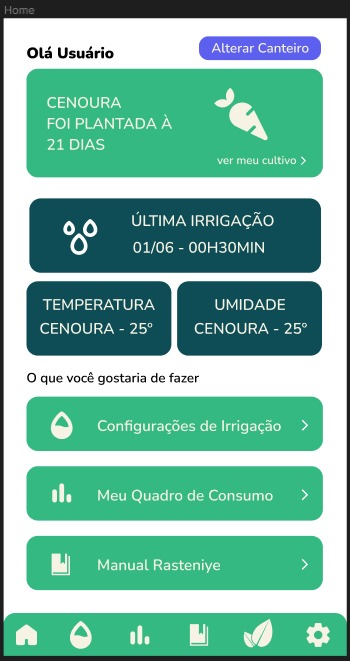 Home
Olá Usuário
Alterar Canteiro
CENOURA
FOI PLANTADA À
21 DIAS
ver meu cultivo
ÚLTIMA IRRIGAÇÃO
01/06 - 00H30MIN
TEMPERATURA
CENOURA - 25°
UMIDADE
CENOURA - 25°
O que você gostaria de fazer
Configurações de Irrigação
Meu Quadro de Consumo
Manual Rasteniye